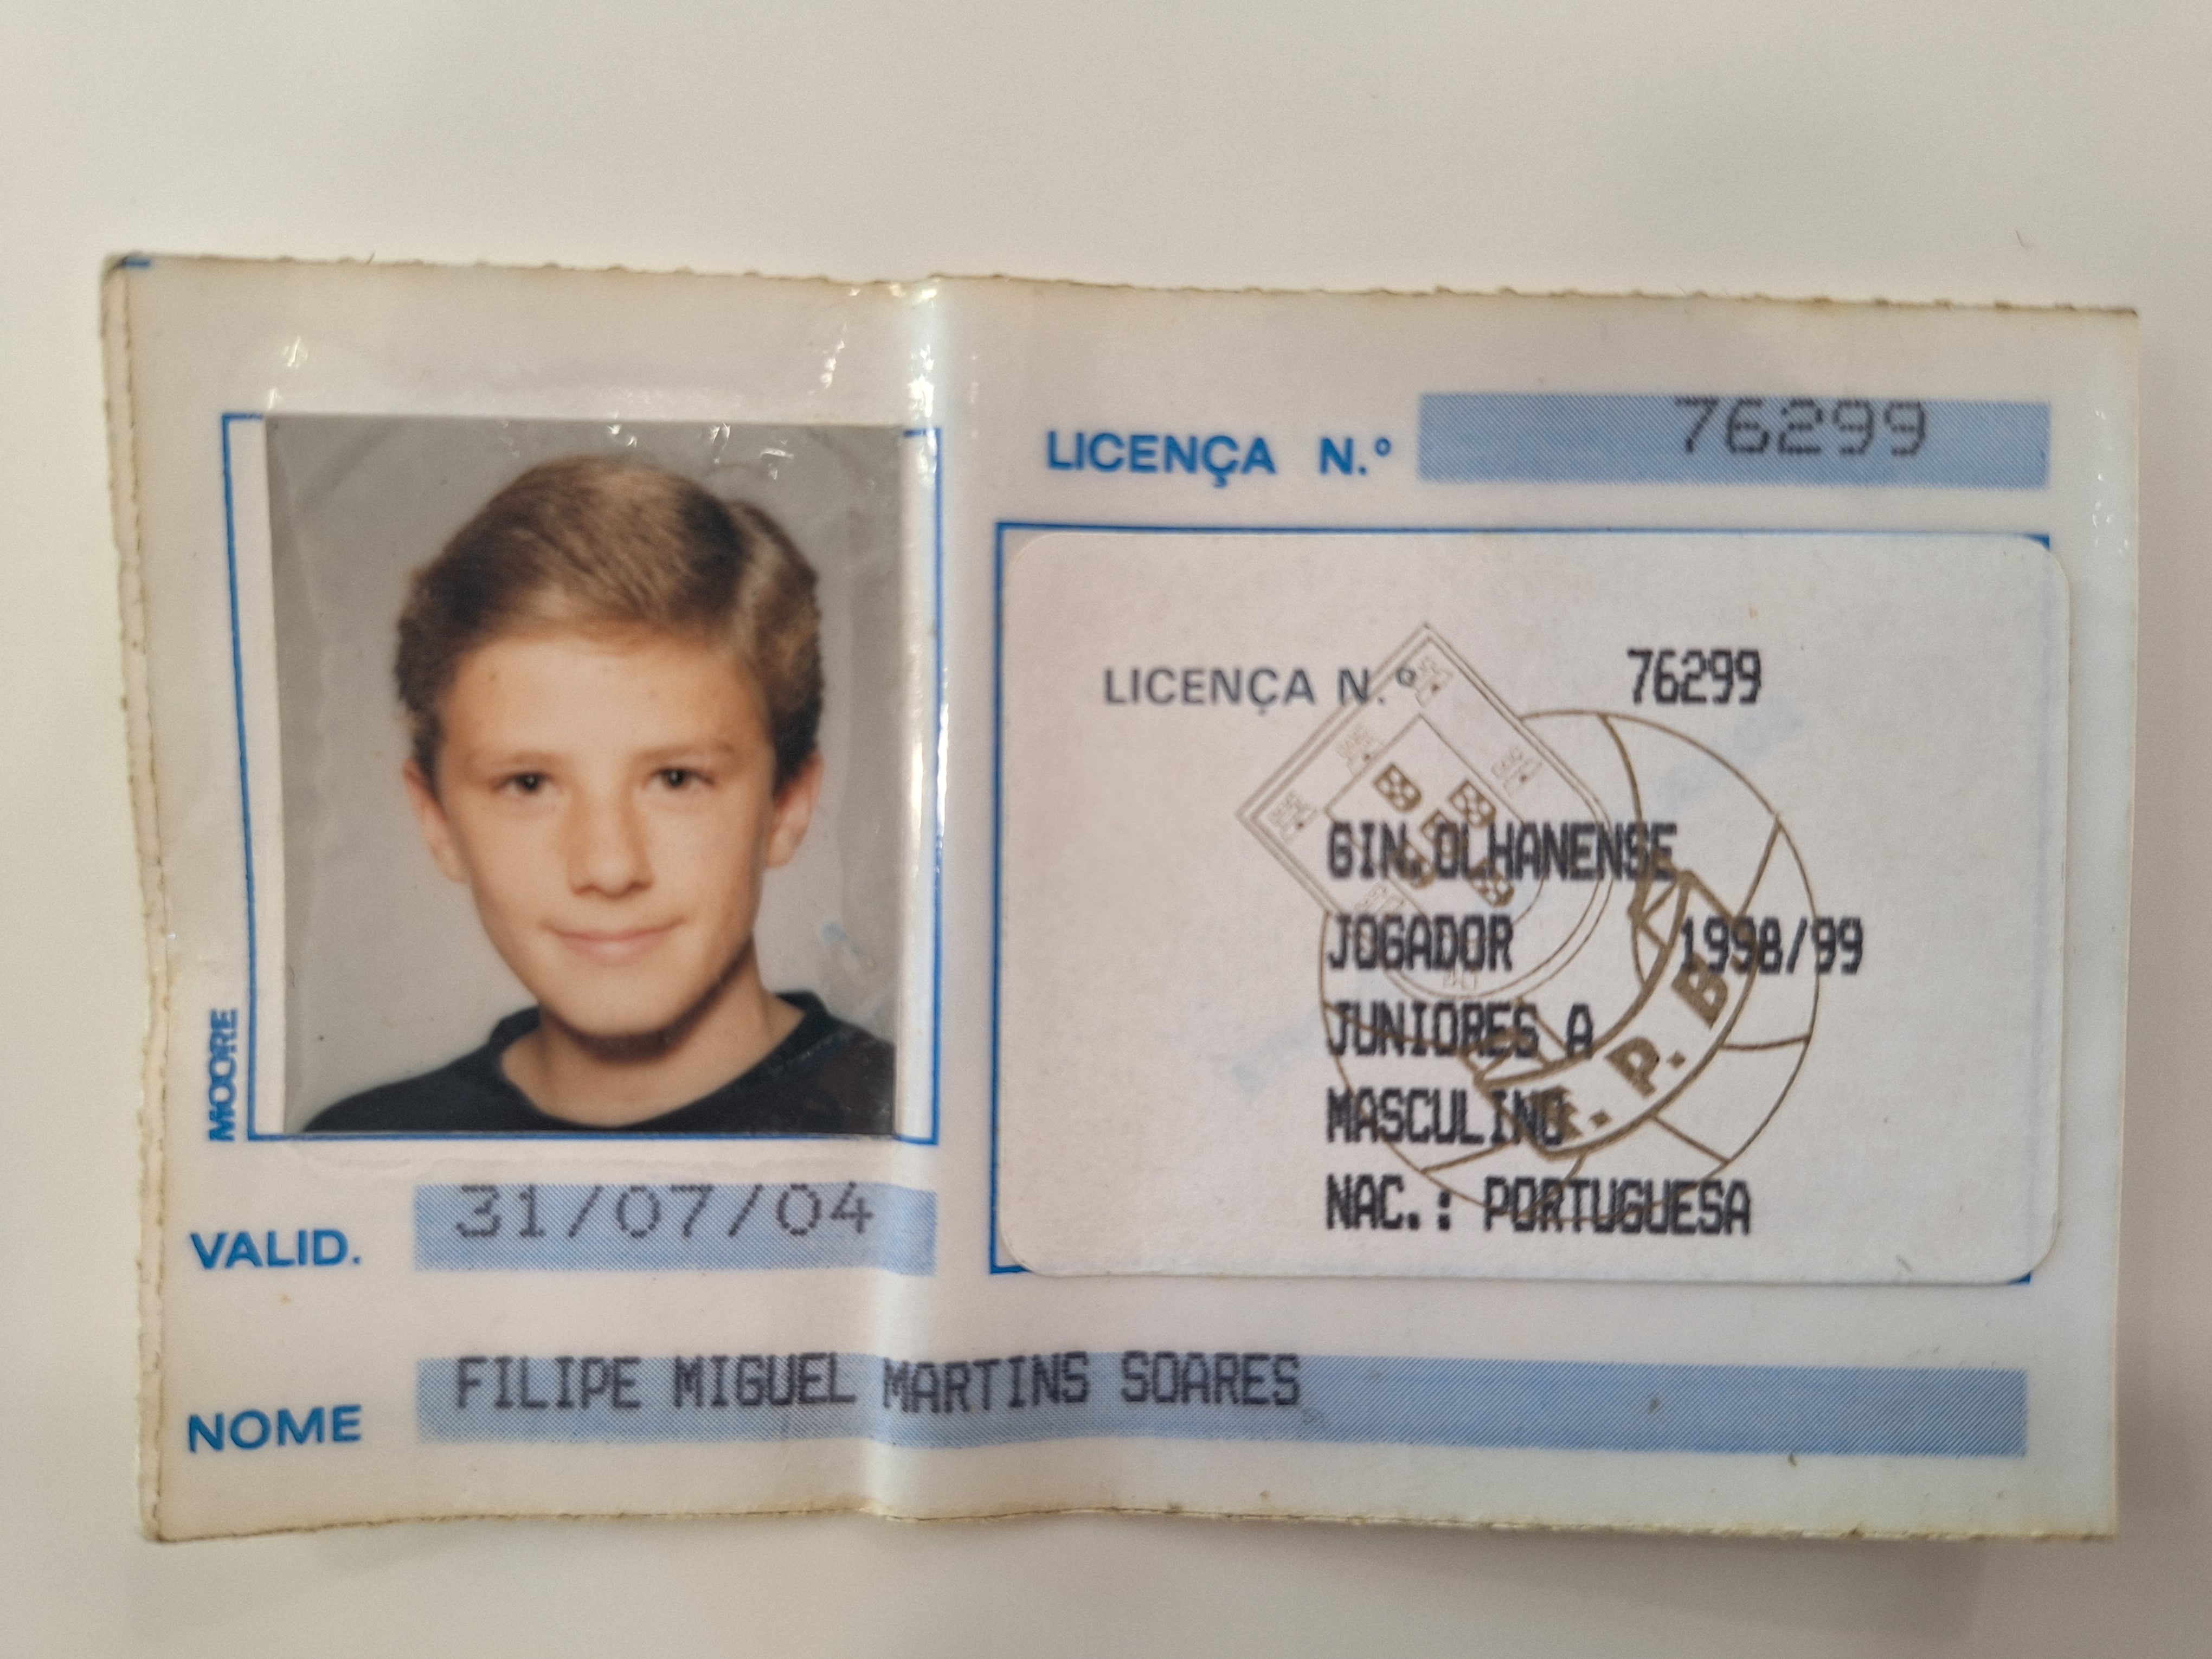 LICENÇA N.º 76299
LICENÇA N.º 76299
GIN.OLHANENSE
JOGADOR 1998/99
JUNIORES A
MASCULINO
NAC.: PORTUGUESA
F. P. B.
MOORE
VALID. 31/07/04
NOME FILIPE MIGUEL MARTINS SOARES